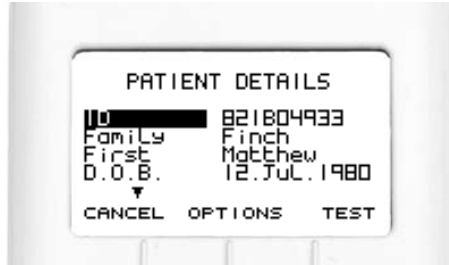 PATIENT DETAILS
ID 821804933
Family Finch
First Matthew
D.O.B. 12.Jul.1980
CANCEL OPTIONS TEST